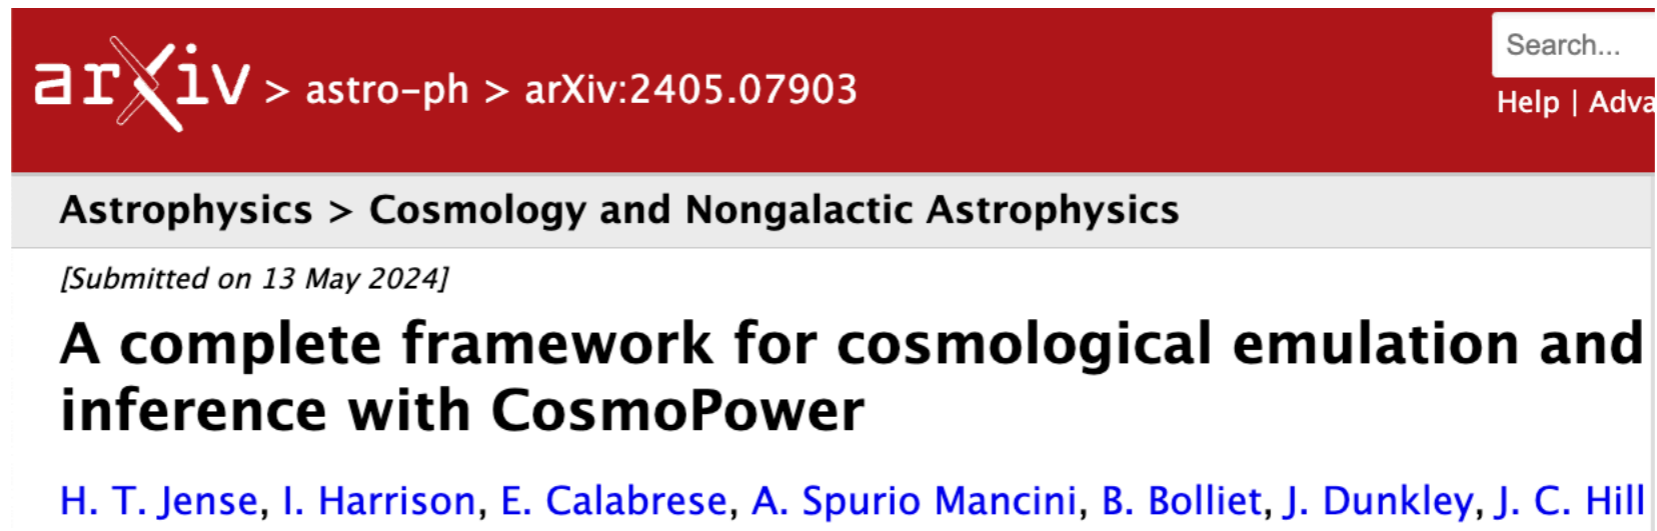 arXiv > astro-ph > arXiv:2405.07903
Search...
Help | Adva
Astrophysics > Cosmology and Nongalactic Astrophysics
[Submitted on 13 May 2024]
A complete framework for cosmological emulation and
inference with CosmoPower
H. T. Jense, I. Harrison, E. Calabrese, A. Spurio Mancini, B. Bolliet, J. Dunkley, J. C. Hill